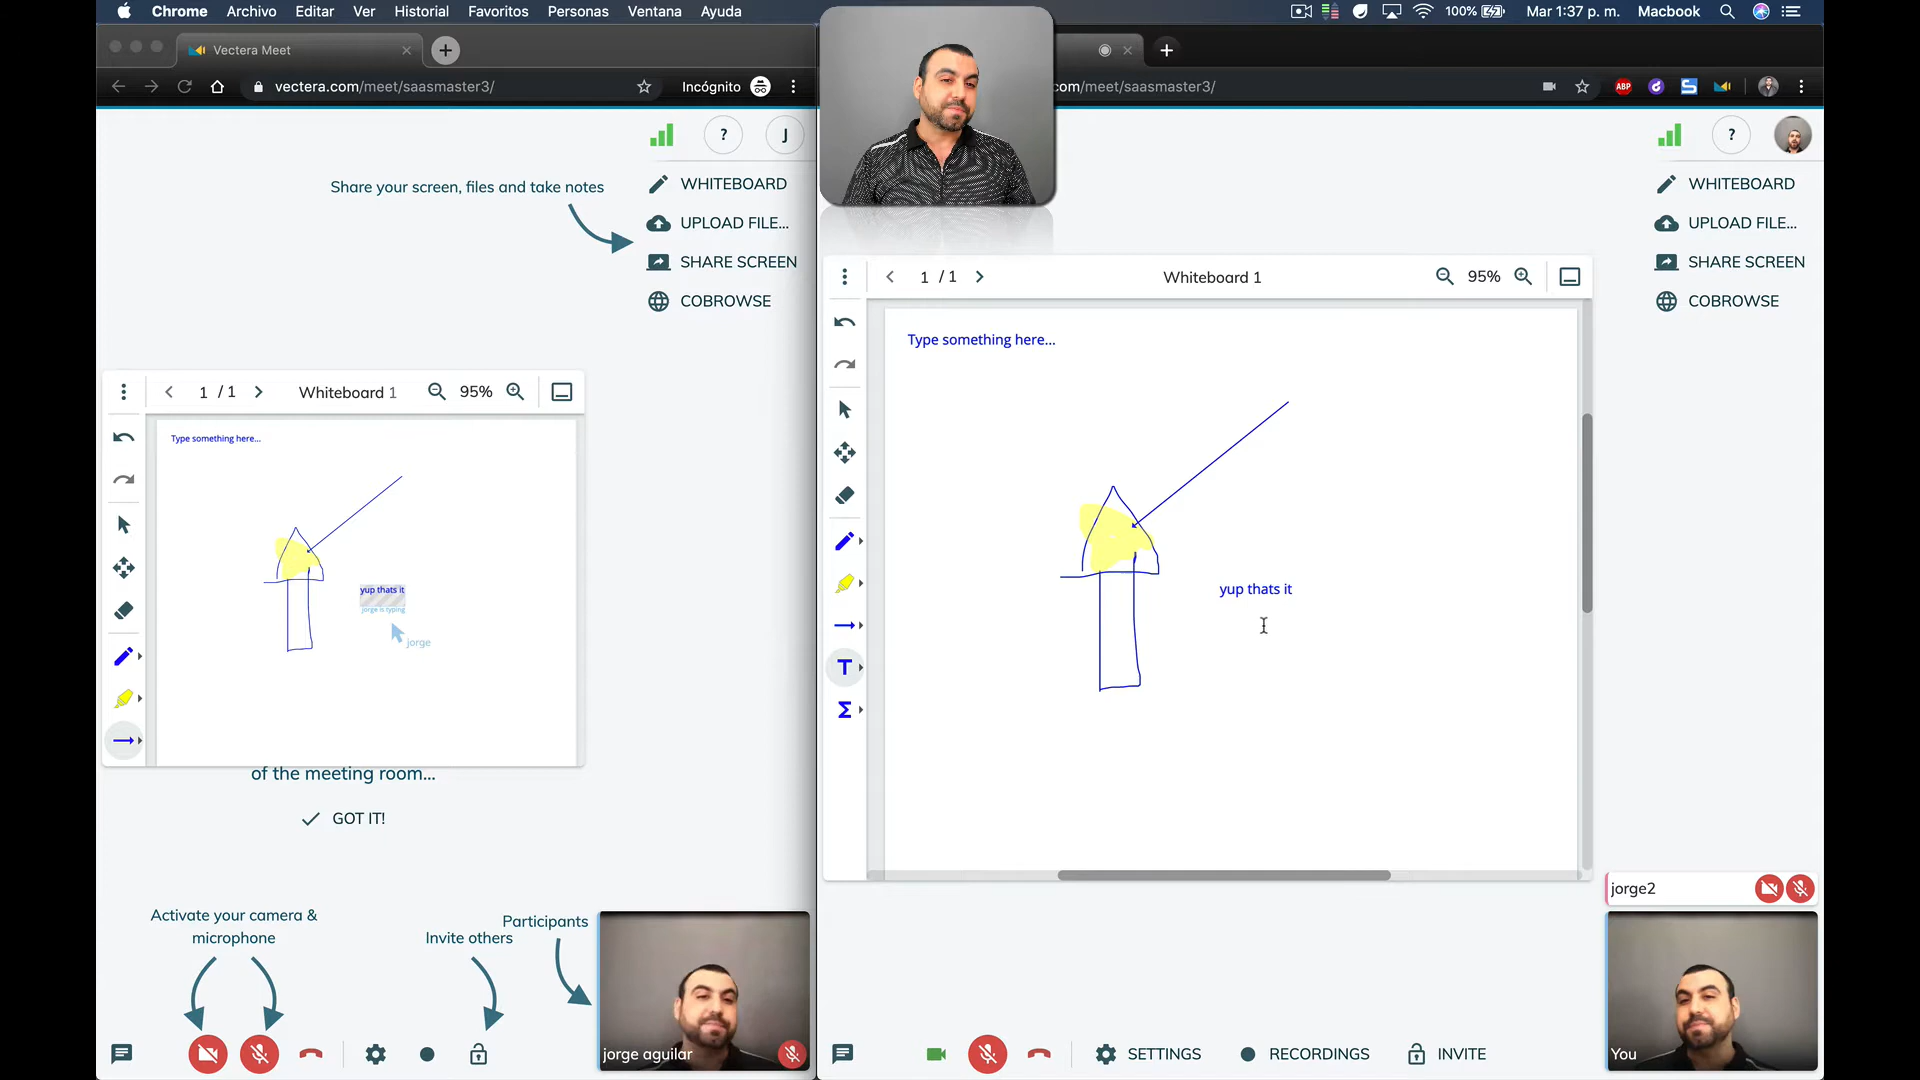 Chrome Archivo Editar Ver Historial Favoritos Personas Ventana Ayuda
100% Mar 1:37 p. m. Macbook
Vectera Meet
vectera.com/meet/saasmaster3/
Incógnito
com/meet/saasmaster3/
ABP
?
J
Share your screen, files and take notes
WHITEBOARD
UPLOAD FILE...
SHARE SCREEN
COBROWSE
1 / 1 Whiteboard 1 95%
Type something here...
yup thats it
jorge is typing
jorge
of the meeting room...
GOT IT!
Activate your camera &
microphone
Invite others
Participants
jorge aguilar
?
WHITEBOARD
UPLOAD FILE...
SHARE SCREEN
COBROWSE
1 / 1 Whiteboard 1 95%
Type something here...
yup thats it
T
Σ
jorge2
You
SETTINGS RECORDINGS INVITE